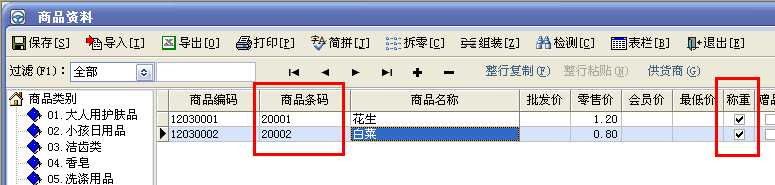 商品资料
保存[S] 导入[I] 导出[O] 打印[P] 简拼[J] 拆零[C] 组装[Z] 检测[C] 表栏[B] 退出[E]
过滤(F1)： 全部 整行复制(F) 整行粘贴(N) 供货商(G)
商品类别
01.大人用护肤品
02.小孩日用品
03.洁齿类
04.香皂
05.洗涤用品
商品编码 商品条码 商品名称 批发价 零售价 会员价 最低价 称重 赠品
12030001 20001 花生 1.20
12030002 20002 白菜 0.80